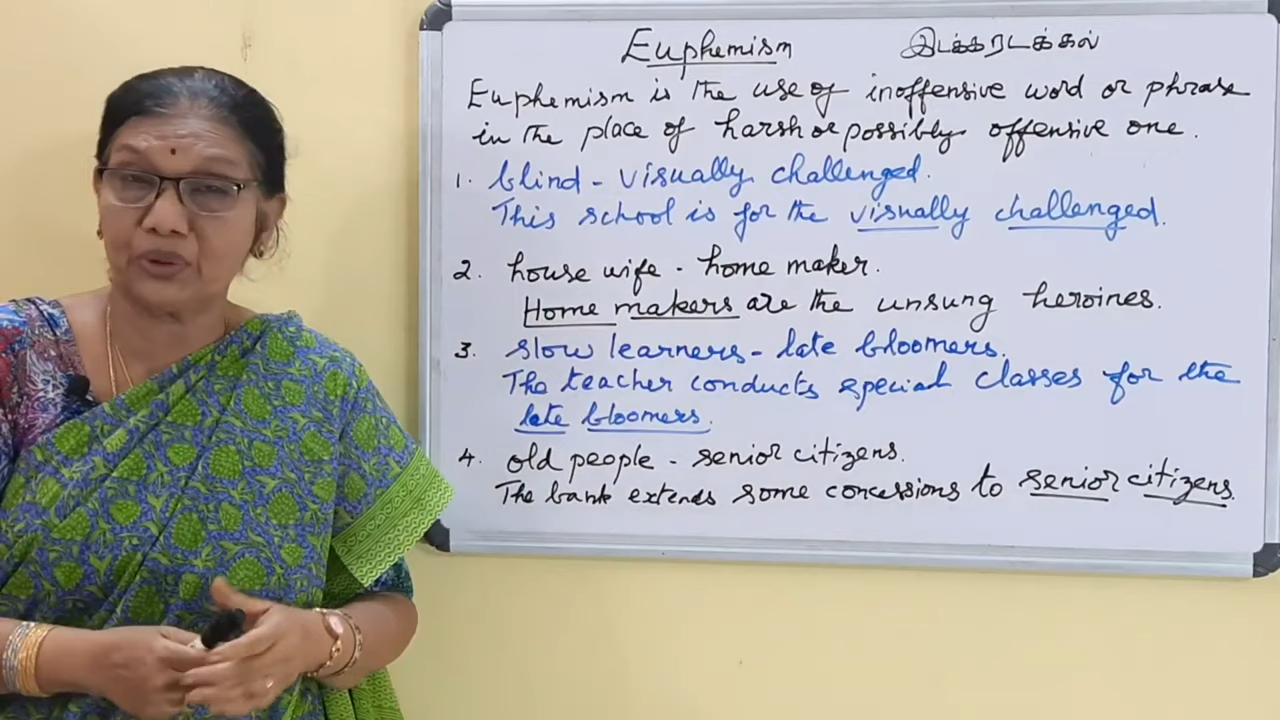 Euphemism இடக்கரடக்கல்
Euphemism is the use of inoffensive word or phrase
in the place of harsh or possibly offensive one.
1. blind - visually challenged.
This school is for the visually challenged.
2. house wife - home maker.
Home makers are the unsung heroines.
3. slow learners - late bloomers.
The teacher conducts special classes for the
late bloomers.
4. old people - senior citizens.
The bank extends some concessions to senior citizens.